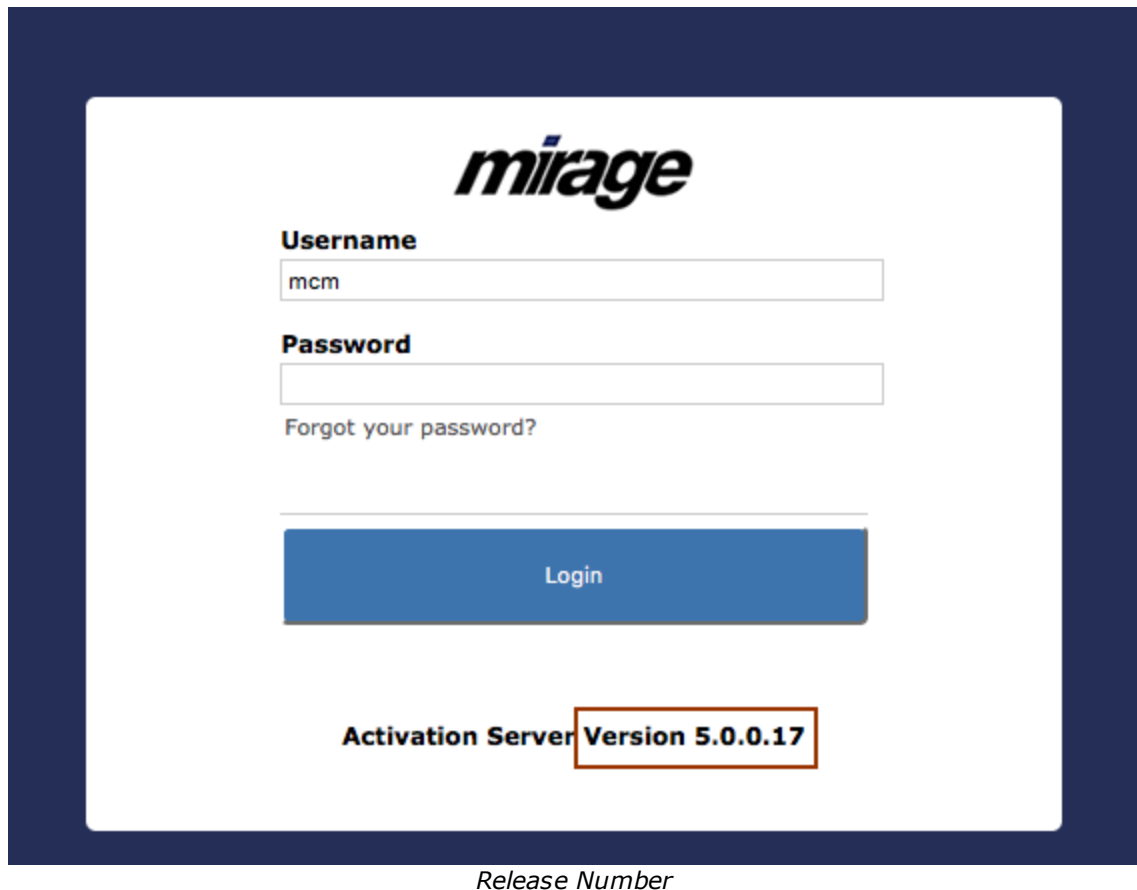 mirage
Username
mcm
Password
Forgot your password?
Login
Activation Server Version 5.0.0.17
Release Number